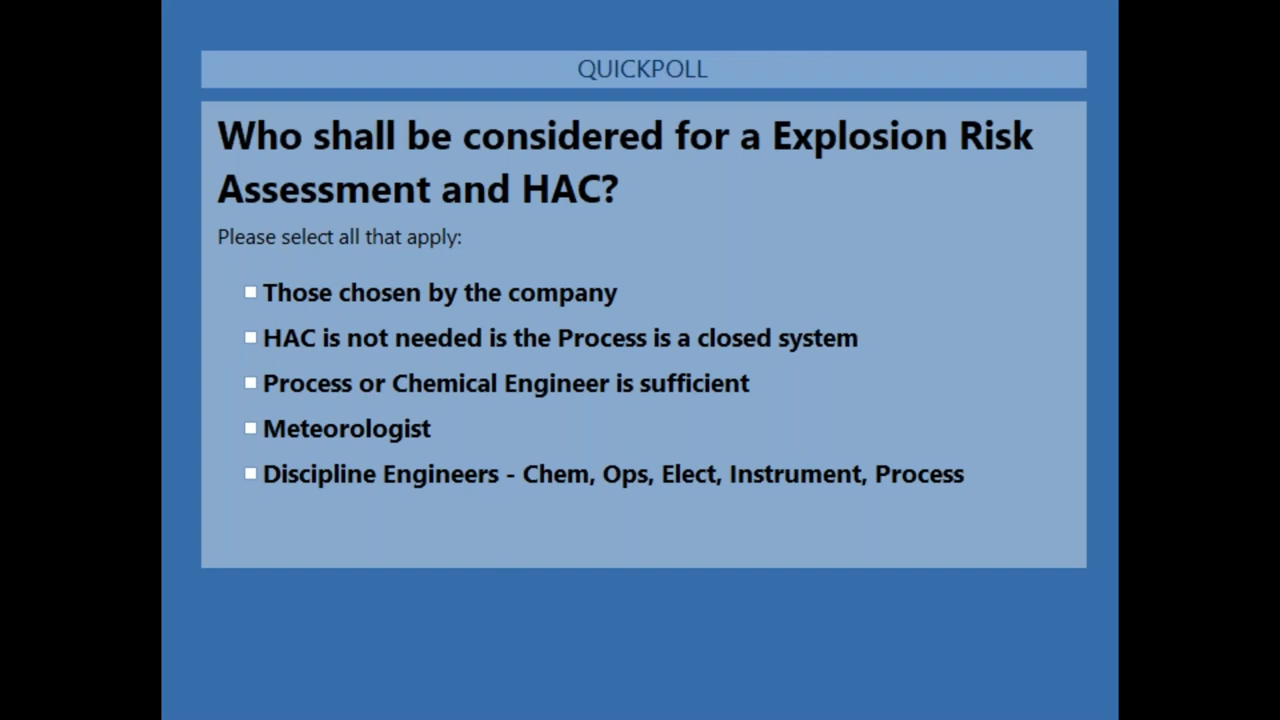 QUICKPOLL
Who shall be considered for a Explosion Risk
Assessment and HAC?
Please select all that apply:
Those chosen by the company
HAC is not needed is the Process is a closed system
Process or Chemical Engineer is sufficient
Meteorologist
Discipline Engineers - Chem, Ops, Elect, Instrument, Process